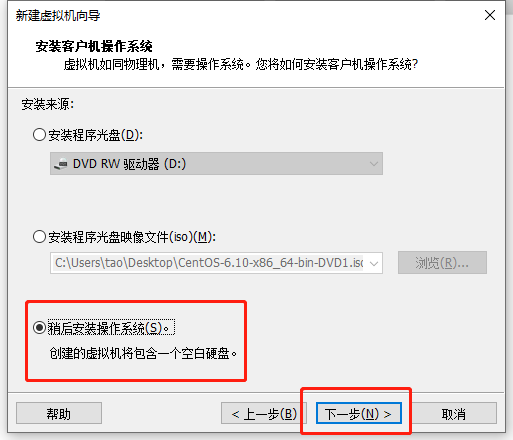 新建虚拟机向导
安装客户机操作系统
虚拟机如同物理机，需要操作系统。您将如何安装客户机操作系统?
安装来源:
安装程序光盘(D):
DVD RW 驱动器 (D:)
安装程序光盘映像文件(iso)(M):
C:\Users\tao\Desktop\CentOS-6.10-x86_64-bin-DVD1.iso
浏览(R)...
稍后安装操作系统(S)。
创建的虚拟机将包含一个空白硬盘。
帮助
< 上一步(B)
下一步(N) >
取消